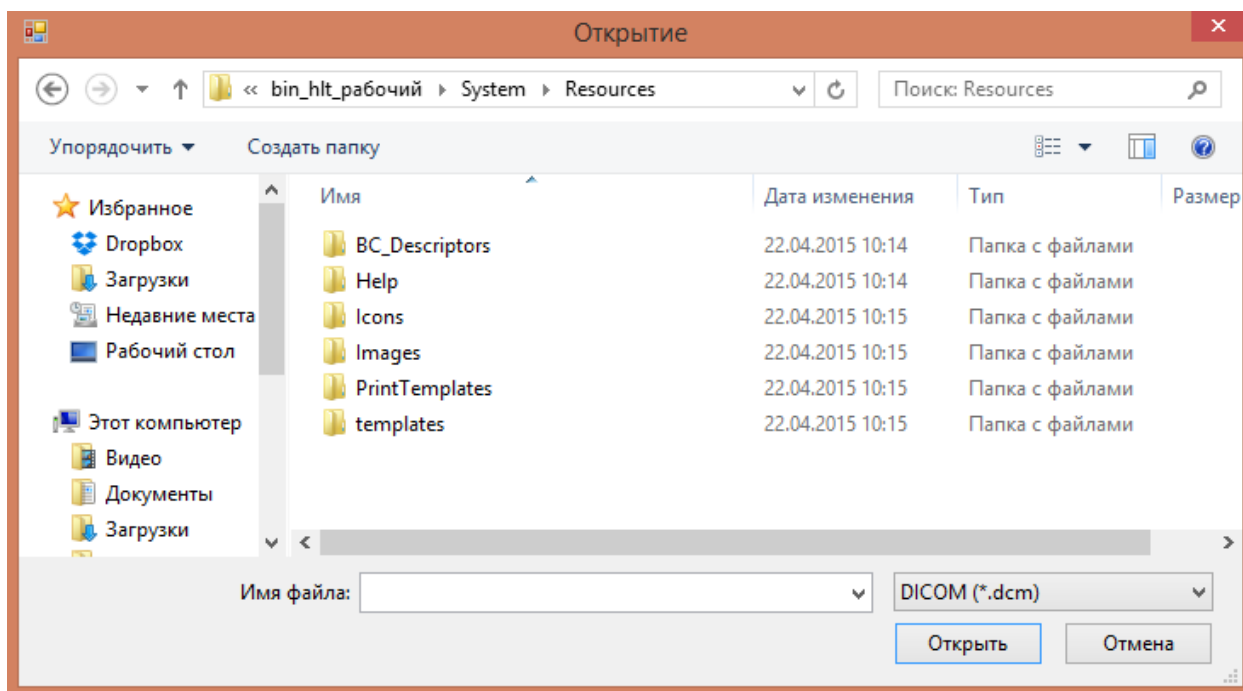 Открытие
« bin_hlt_рабочий System Resources Поиск: Resources
Упорядочить Создать папку
Имя Дата изменения Тип Размер
Избранное
Dropbox
Загрузки
Недавние места
Рабочий стол
Этот компьютер
Видео
Документы
Загрузки
BC_Descriptors 22.04.2015 10:14 Папка с файлами
Help 22.04.2015 10:14 Папка с файлами
Icons 22.04.2015 10:15 Папка с файлами
Images 22.04.2015 10:15 Папка с файлами
PrintTemplates 22.04.2015 10:15 Папка с файлами
templates 22.04.2015 10:15 Папка с файлами
Имя файла: DICOM (*.dcm)
Открыть Отмена